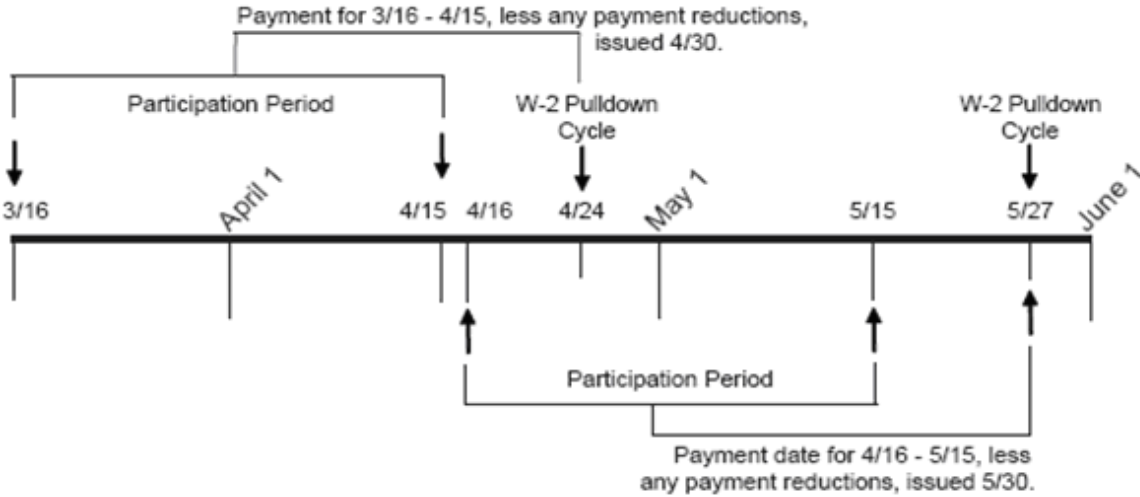 Payment for 3/16 - 4/15, less any payment reductions,
issued 4/30.
Participation Period
W-2 Pulldown
Cycle
W-2 Pulldown
Cycle
3/16
April 1
4/15
4/16
4/24
May 1
5/15
5/27
June 1
Participation Period
Payment date for 4/16 - 5/15, less
any payment reductions, issued 5/30.